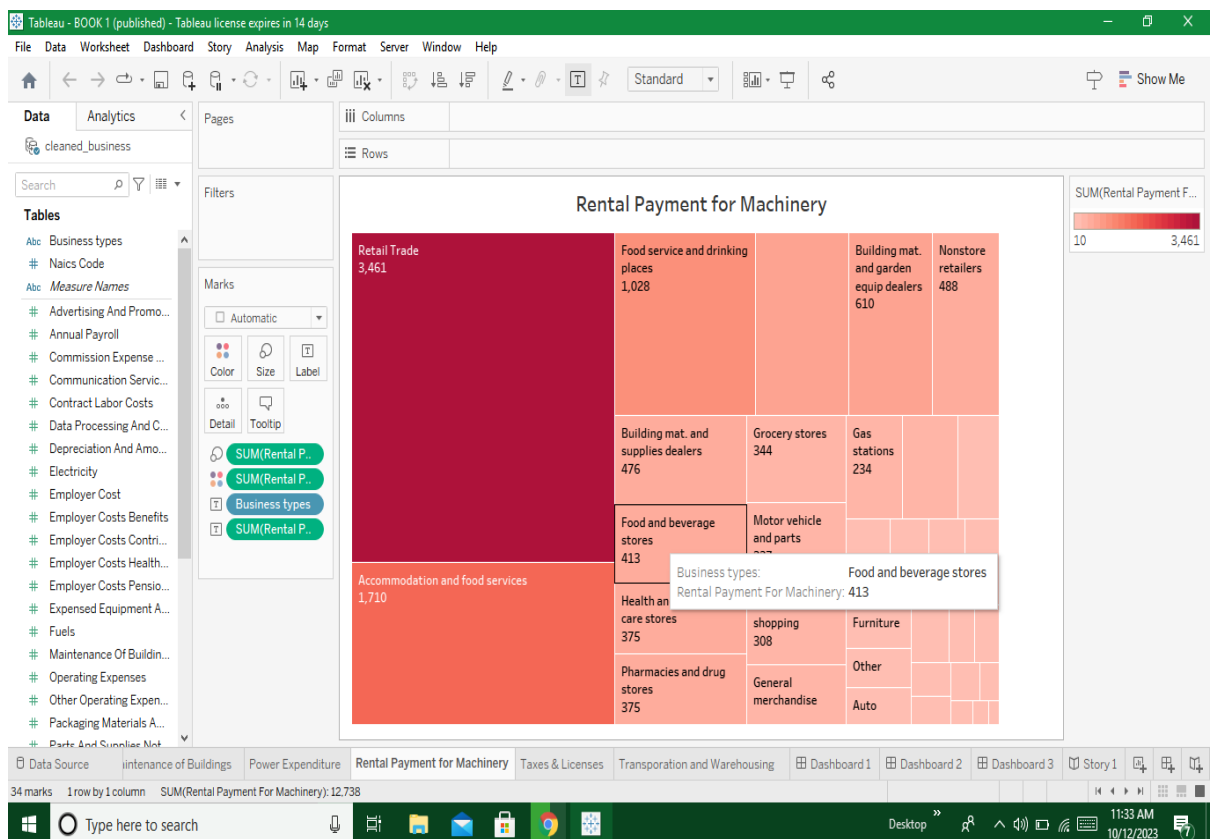 Tableau - BOOK 1 (published) - Tableau license expires in 14 days
File Data Worksheet Dashboard Story Analysis Map Format Server Window Help
Standard
Show Me
Data Analytics
cleaned_business
Search
Tables
Abc Business types
# Naics Code
Abc Measure Names
# Advertising And Promo...
# Annual Payroll
# Commission Expense ...
# Communication Servic...
# Contract Labor Costs
# Data Processing And C...
# Depreciation And Amo...
# Electricity
# Employer Cost
# Employer Costs Benefits
# Employer Costs Contri...
# Employer Costs Health...
# Employer Costs Pensio...
# Expensed Equipment A...
# Fuels
# Maintenance Of Buildin...
# Operating Expenses
# Other Operating Expen...
# Packaging Materials A...
# Parts And Supplies Not
Pages
Filters
Marks
Automatic
Color Size Label
Detail Tooltip
SUM(Rental P..
SUM(Rental P..
Business types
SUM(Rental P..
Columns
Rows
Rental Payment for Machinery
Retail Trade
3,461
Accommodation and food services
1,710
Food service and drinking
places
1,028
Building mat.
and garden
equip dealers
610
Nonstore
retailers
488
Building mat. and
supplies dealers
476
Grocery stores
344
Gas
stations
234
Food and beverage
stores
413
Motor vehicle
and parts
Business types: Food and beverage stores
Rental Payment For Machinery: 413
Health an
care stores
375
shopping
308
Furniture
Pharmacies and drug
stores
375
General
merchandise
Other
Auto
SUM(Rental Payment F...
10 3,461
Data Source intenance of Buildings Power Expenditure Rental Payment for Machinery Taxes & Licenses Transporation and Warehousing Dashboard 1 Dashboard 2 Dashboard 3 Story 1
34 marks 1 row by 1 column SUM(Rental Payment For Machinery): 12,738
Type here to search
Desktop
11:33 AM
10/12/2023